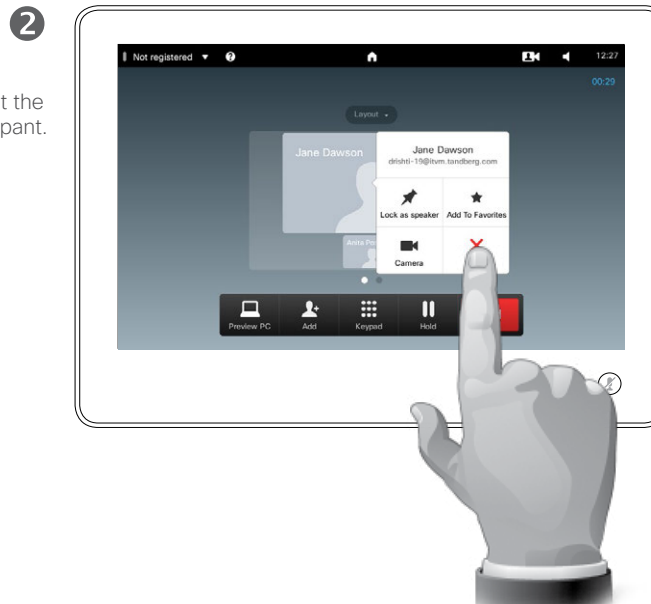 2
t the
pant.
Not registered ?
12:27
00:29
Layout
Jane Dawson
Jane Dawson
drishti-19@itvm.tandberg.com
Lock as speaker Add To Favorites
Anita
Camera
Preview PC Add Keypad Hold